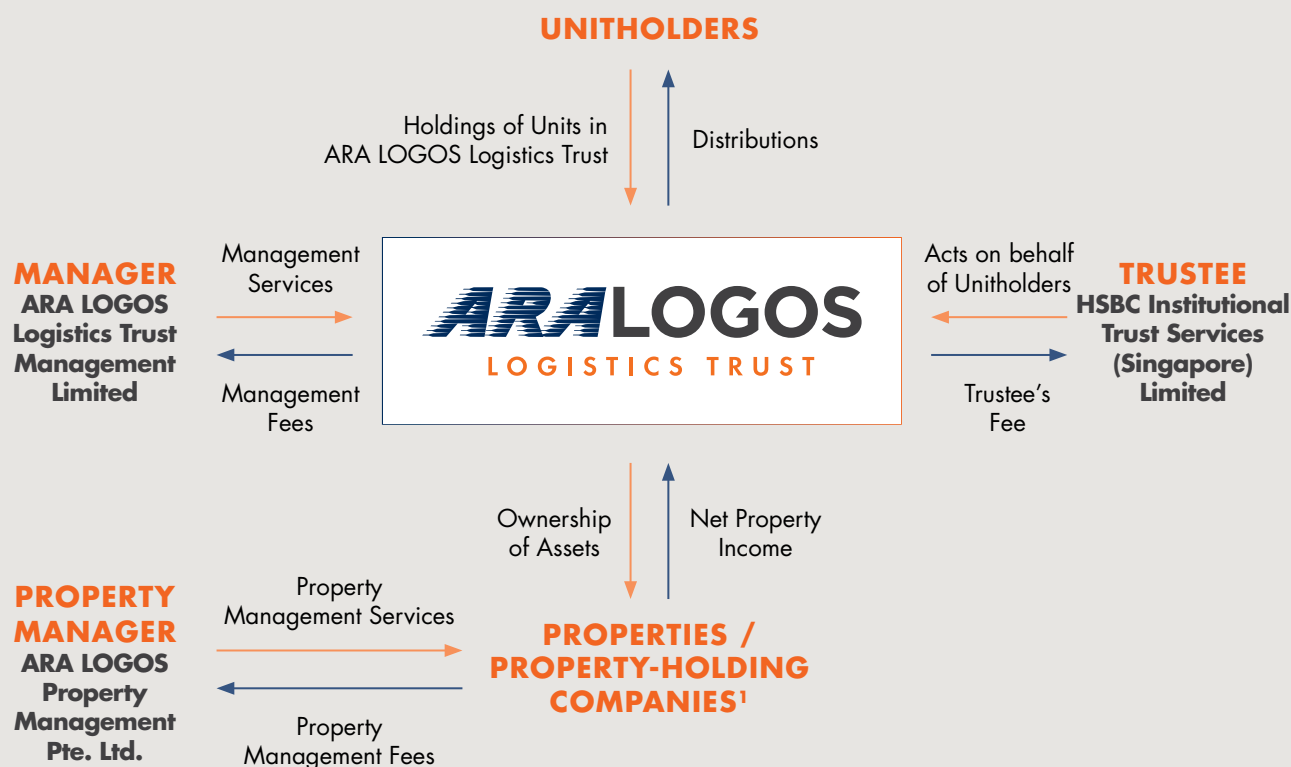 UNITHOLDERS
Holdings of Units in
ARA LOGOS Logistics Trust
Distributions
MANAGER
ARA LOGOS
Logistics Trust
Management
Limited
Management
Services
Management
Fees
ARALOGOS
LOGISTICS TRUST
Acts on behalf
of Unitholders
Trustee's
Fee
TRUSTEE
HSBC Institutional
Trust Services
(Singapore)
Limited
Ownership
of Assets
Net Property
Income
PROPERTY
MANAGER
ARA LOGOS
Property
Management
Pte. Ltd.
Property
Management Services
Property
Management Fees
PROPERTIES /
PROPERTY-HOLDING
COMPANIES¹